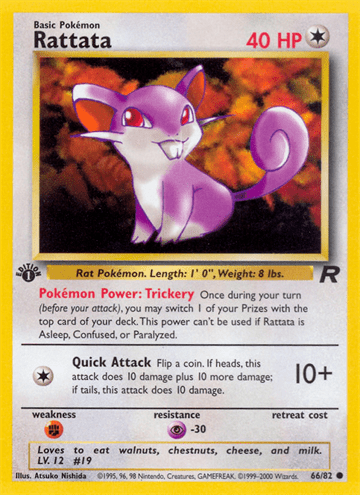 Basic Pokémon
Rattata 40 HP
EDITION
1
Rat Pokémon. Length: 1' 0", Weight: 8 lbs.
R
Pokémon Power: Trickery Once during your turn
(before your attack), you may switch 1 of your Prizes with the
top card of your deck. This power can't be used if Rattata is
Asleep, Confused, or Paralyzed.
Quick Attack Flip a coin. If heads, this
attack does 10 damage plus 10 more damage;
if tails, this attack does 10 damage.
10+
weakness resistance retreat cost
-30
Loves to eat walnuts, chestnuts, cheese, and milk.
LV. 12 #19
Illus. Atsuko Nishida ©1995, 96, 98 Nintendo, Creatures, GAMEFREAK. ©1999-2000 Wizards. 66/82